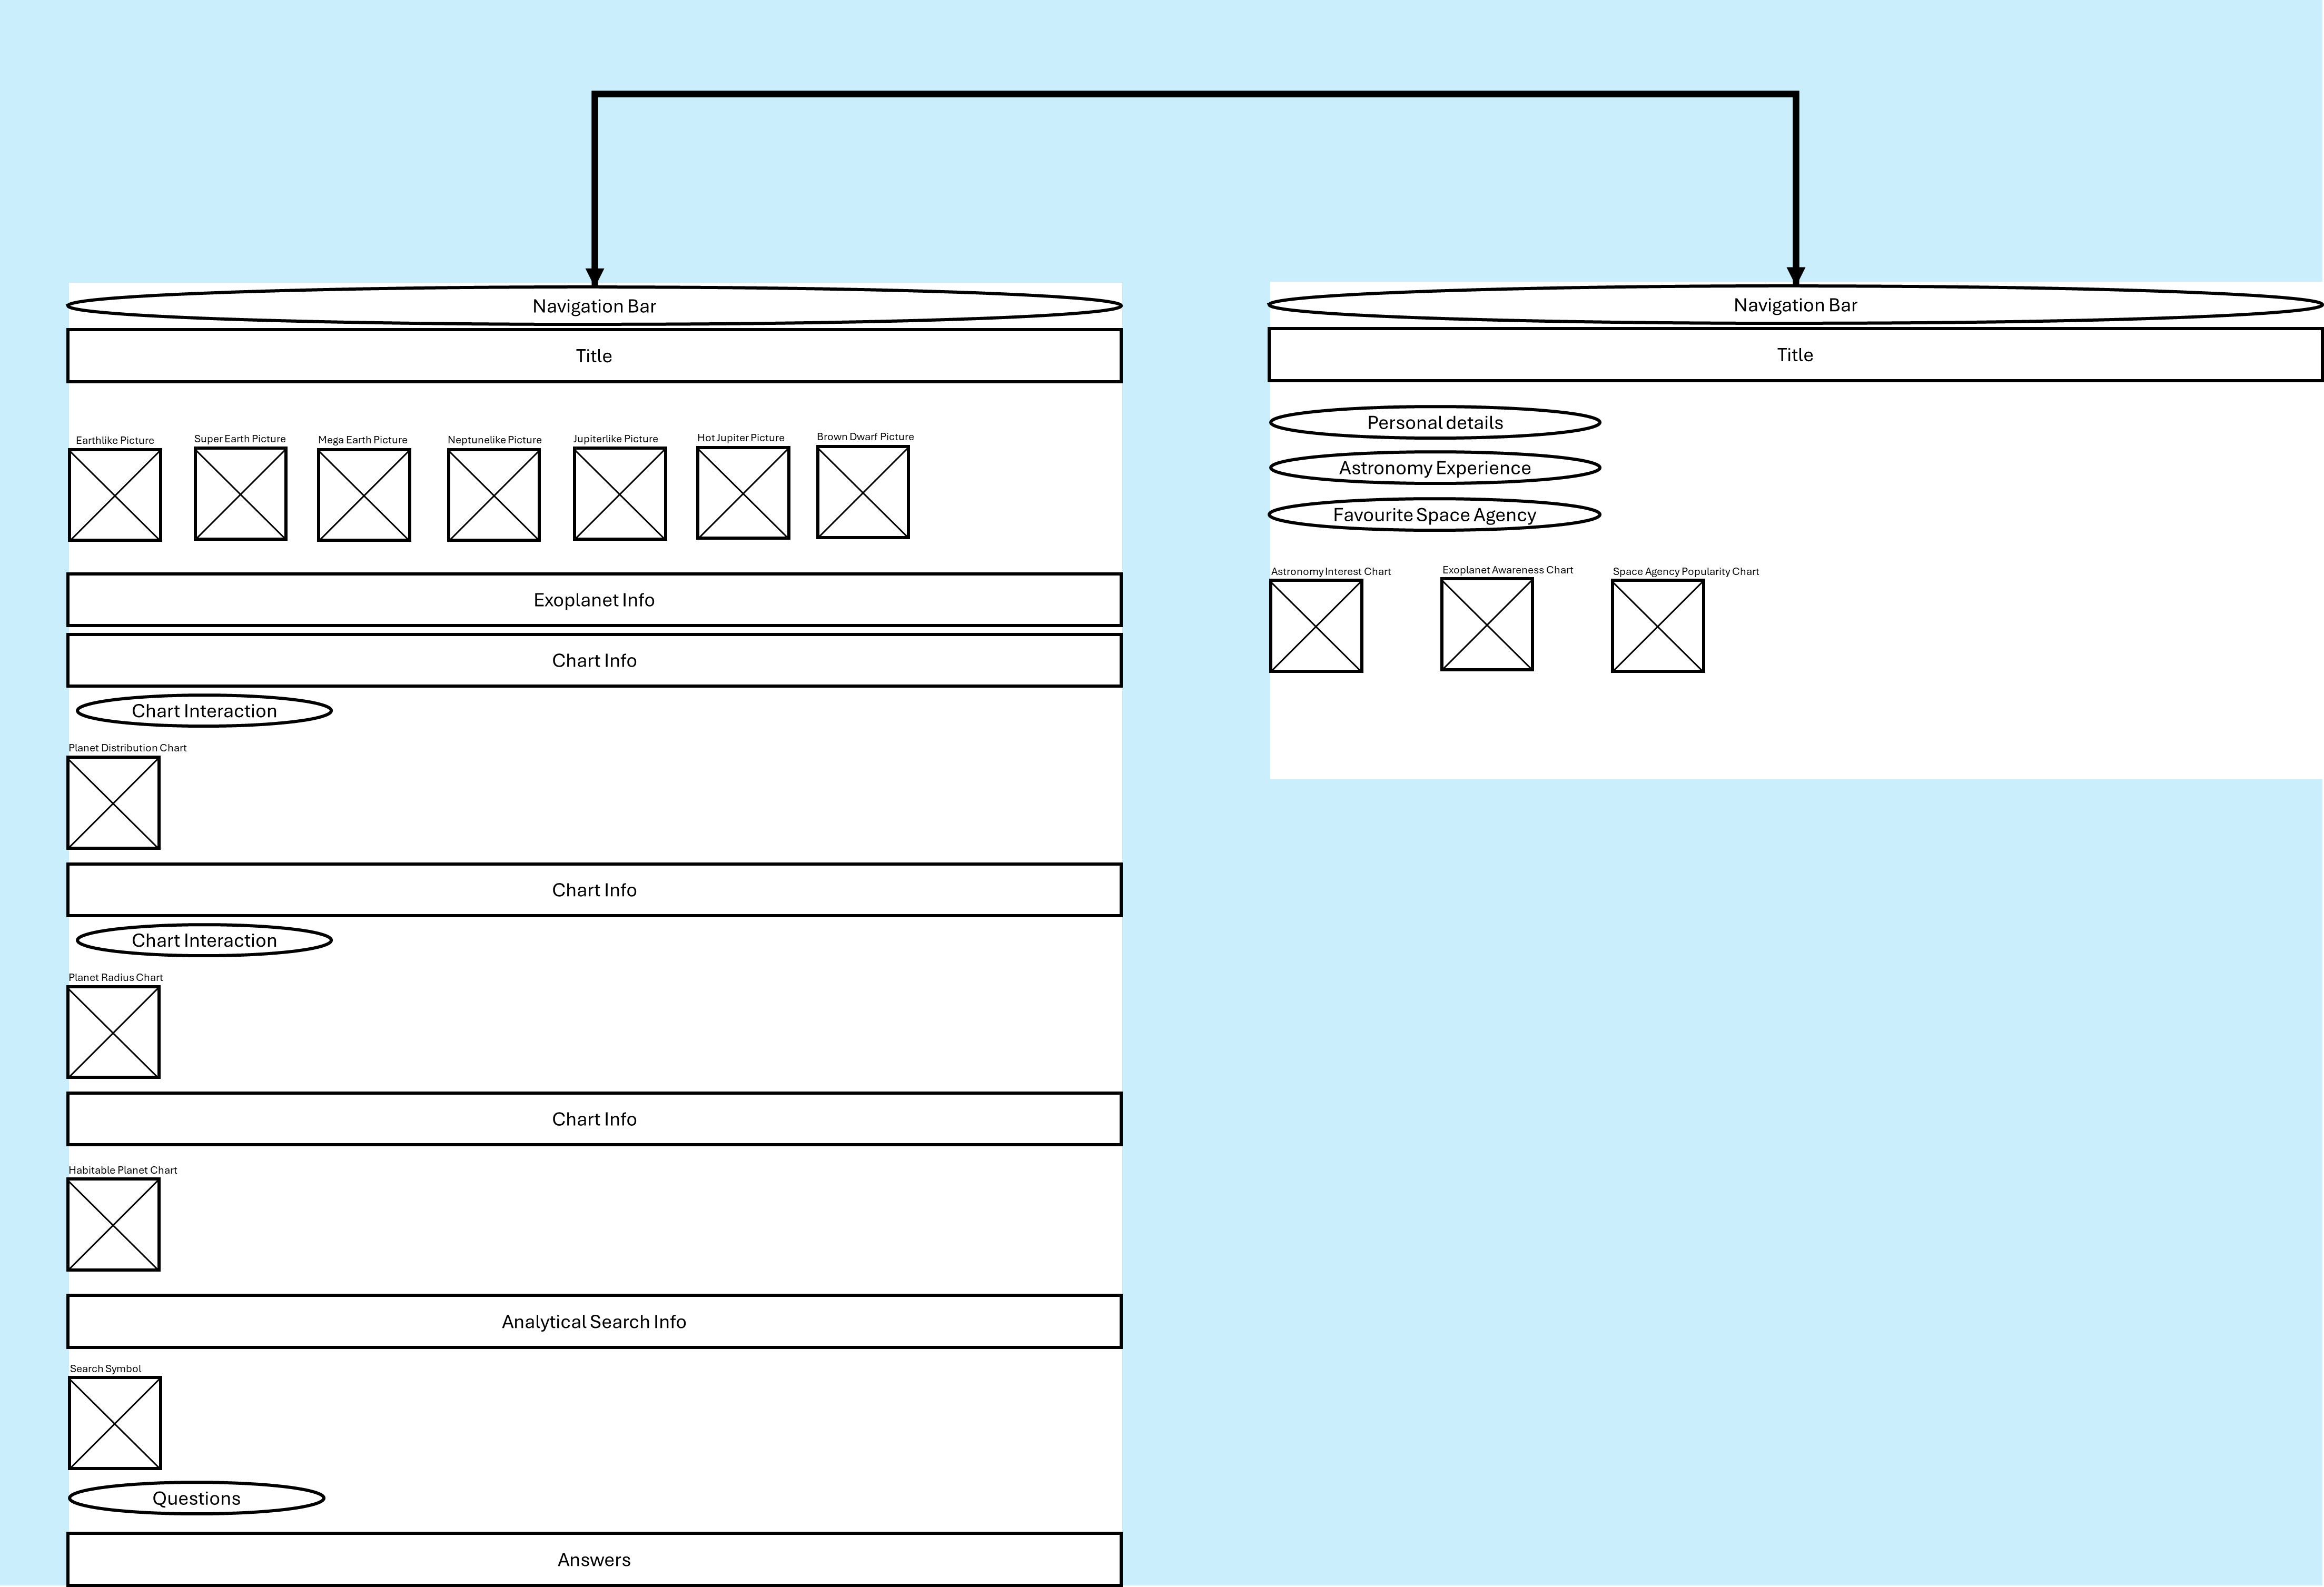 Navigation Bar
Title
Earthlike Picture
Super Earth Picture
Mega Earth Picture
Neptunelike Picture
Jupiterlike Picture
Hot Jupiter Picture
Brown Dwarf Picture
Exoplanet Info
Chart Info
Chart Interaction
Planet Distribution Chart
Chart Info
Chart Interaction
Planet Radius Chart
Chart Info
Habitable Planet Chart
Analytical Search Info
Search Symbol
Questions
Answers
Navigation Bar
Title
Personal details
Astronomy Experience
Favourite Space Agency
Astronomy Interest Chart
Exoplanet Awareness Chart
Space Agency Popularity Chart